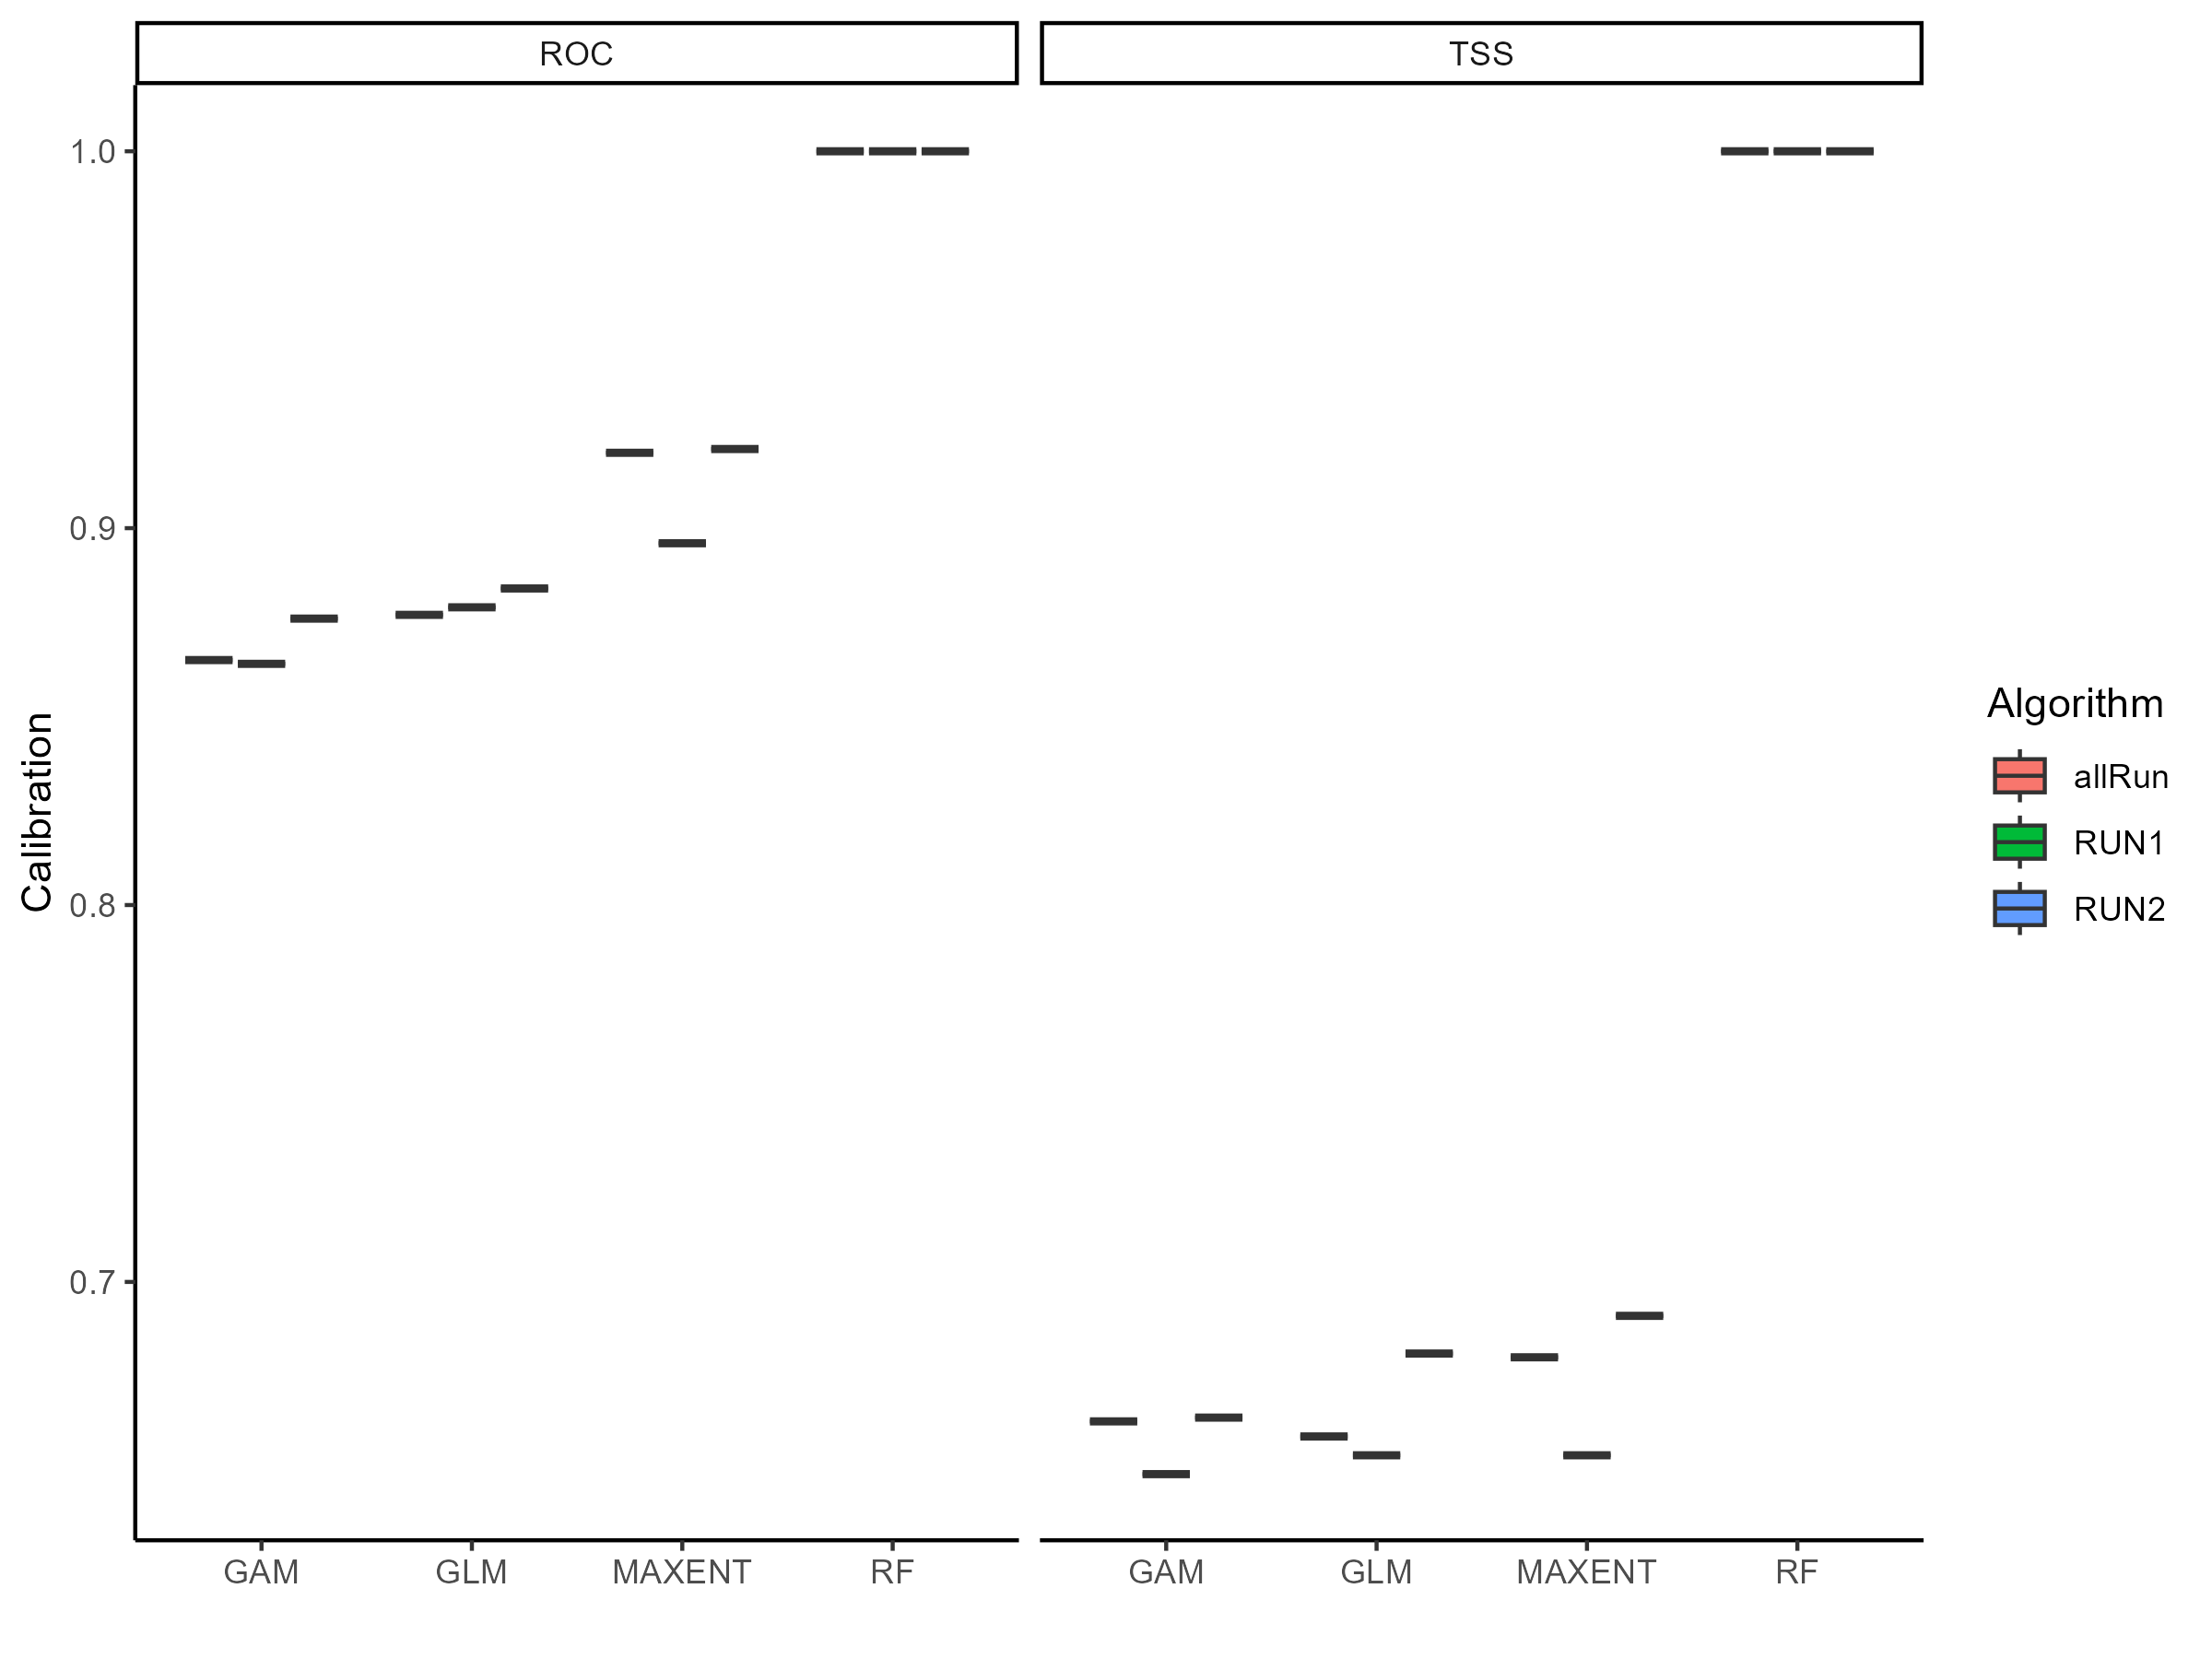 ROC
TSS
1.0
0.9
0.8
0.7
Calibration
GAM GLM MAXENT RF
GAM GLM MAXENT RF
Algorithm
allRun
RUN1
RUN2